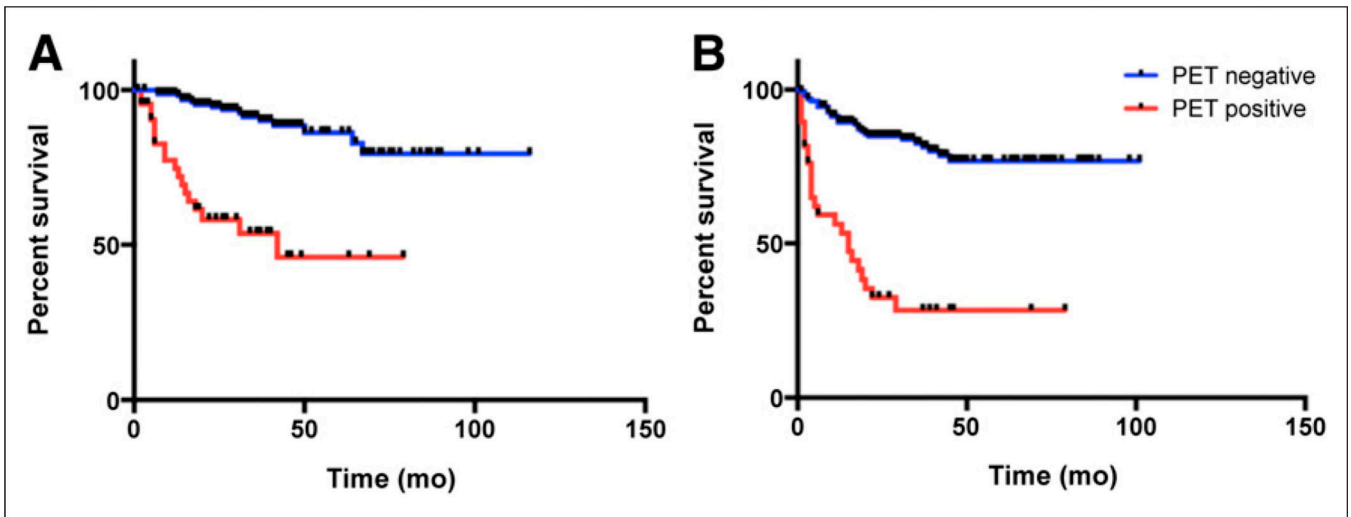 A
Percent survival
100
50
0
0 50 100 150
Time (mo)
B
PET negative
PET positive
Percent survival
100
50
0
0 50 100 150
Time (mo)